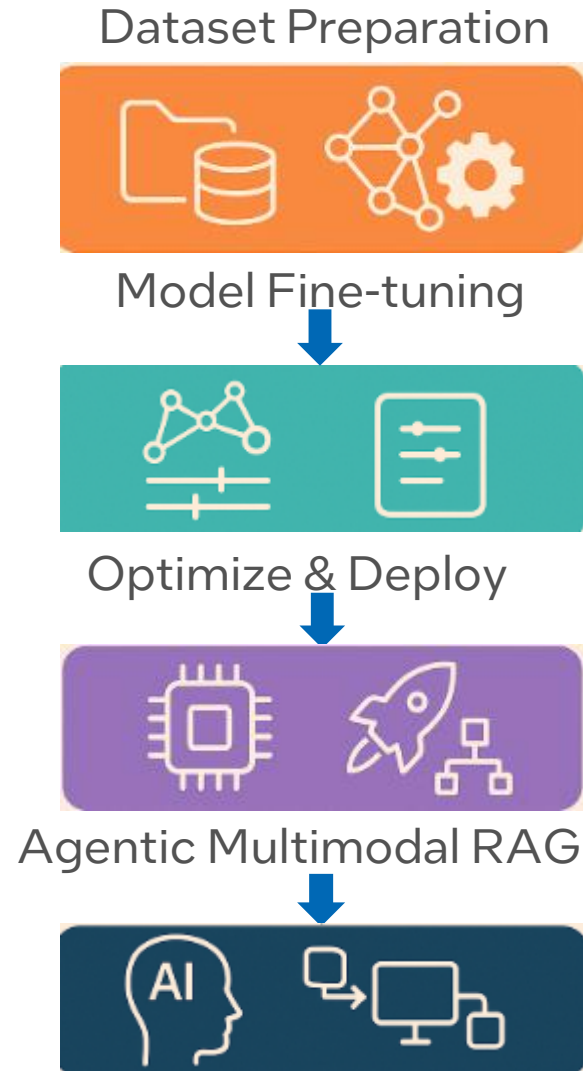 Dataset Preparation
Model Fine-tuning
Optimize & Deploy
Agentic Multimodal RAG
AI